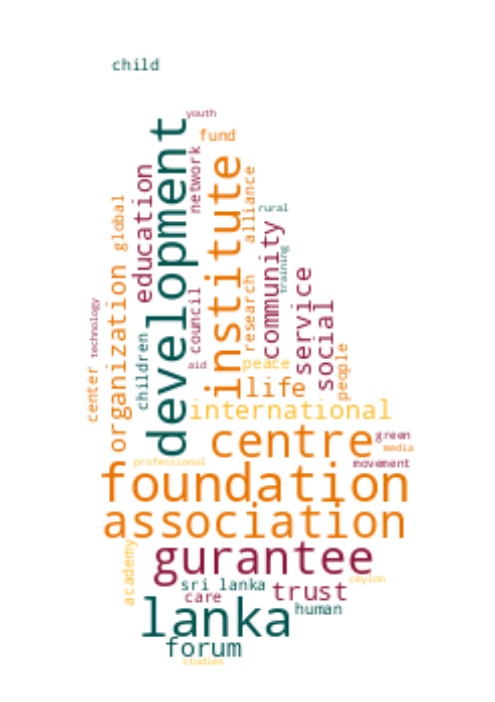 child
youth
development
fund
network
institute
education
alliance
global
rural
community
training
organization
service
research
council
technology
social
children
people
aid
peace
center
life
international
centre
green
media
professional
movement
foundation
association
gurantee
academy
ceylon
sri lanka
trust
care
lanka
human
forum
studies